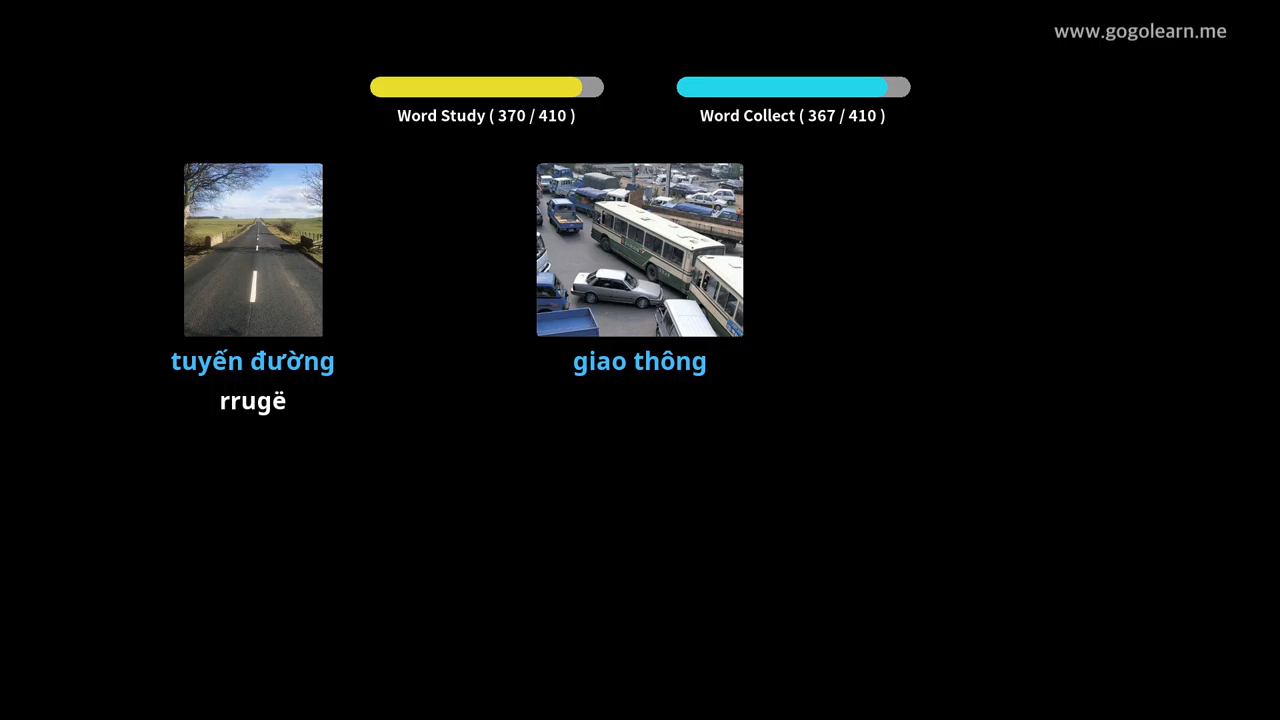 www.gogolearn.me
Word Study ( 370 / 410 )
Word Collect ( 367 / 410 )
tuyến đường
giao thông
rrugë